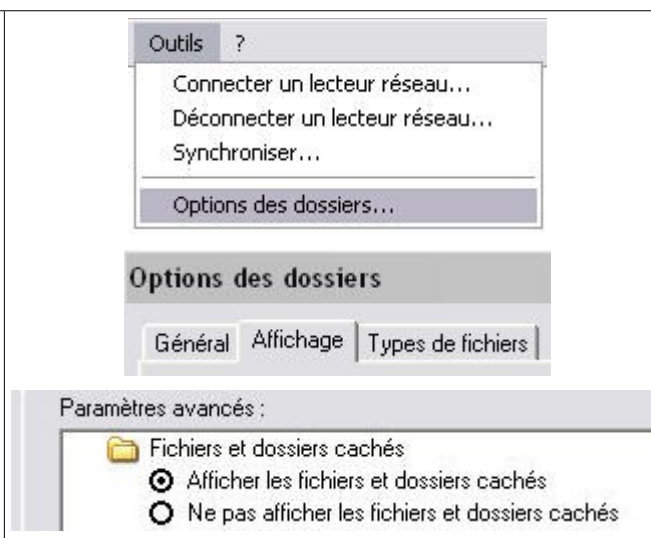 Outils ?
Connecter un lecteur réseau...
Déconnecter un lecteur réseau...
Synchroniser...
Options des dossiers...
Options des dossiers
Général Affichage Types de fichiers
Paramètres avancés :
Fichiers et dossiers cachés
Afficher les fichiers et dossiers cachés
Ne pas afficher les fichiers et dossiers cachés